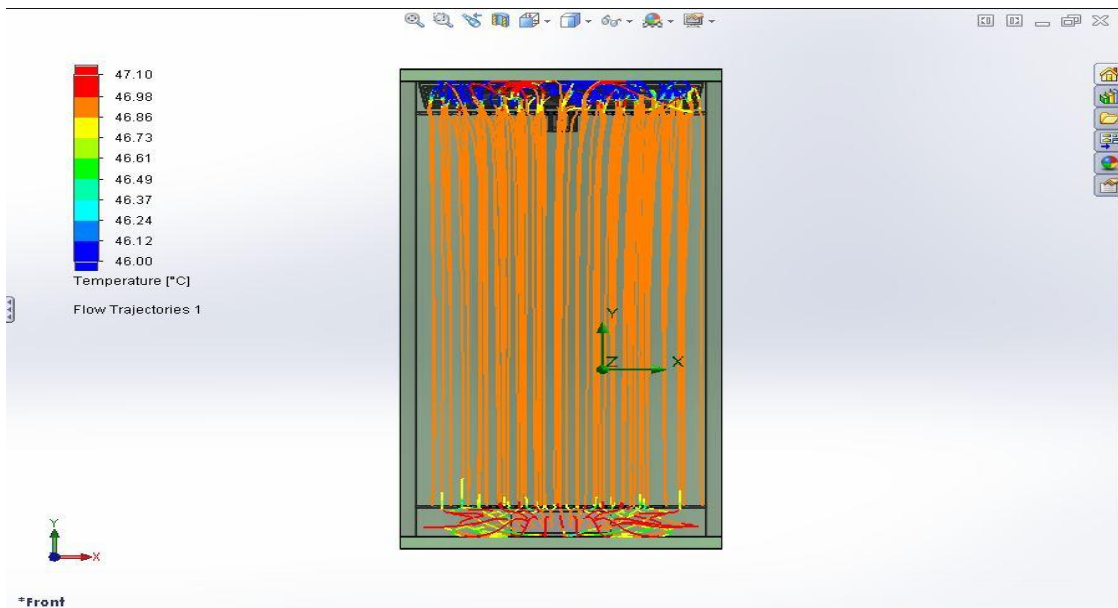 47.10
46.98
46.86
46.73
46.61
46.49
46.37
46.24
46.12
46.00
Temperature [°C]
Flow Trajectories 1
Y
Z
X
Y
X
*Front